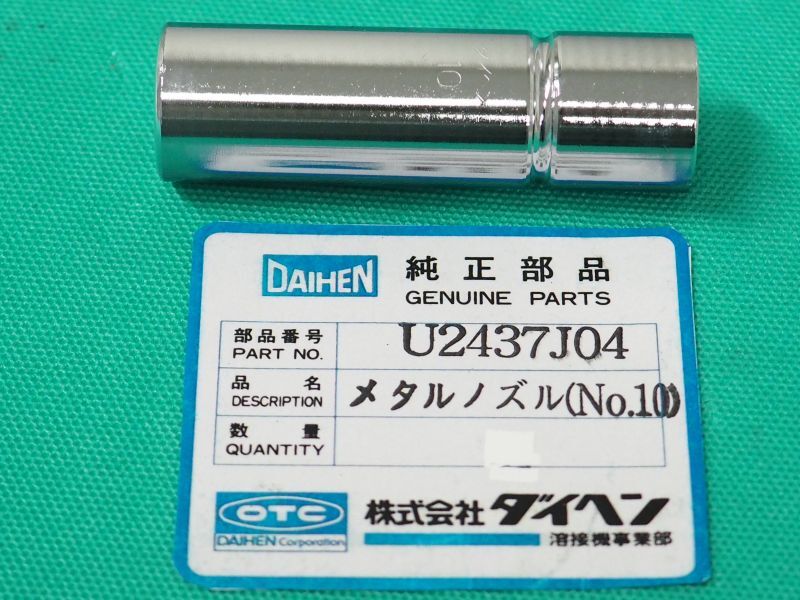 10
DAIHEN 純正部品
GENUINE PARTS
部品番号
PART NO.
U2437J04
品 名
DESCRIPTION
メタルノズル(No.10)
数 量
QUANTITY
OTC
DAIHEN Corporation
株式会社ダイヘン
溶接機事業部